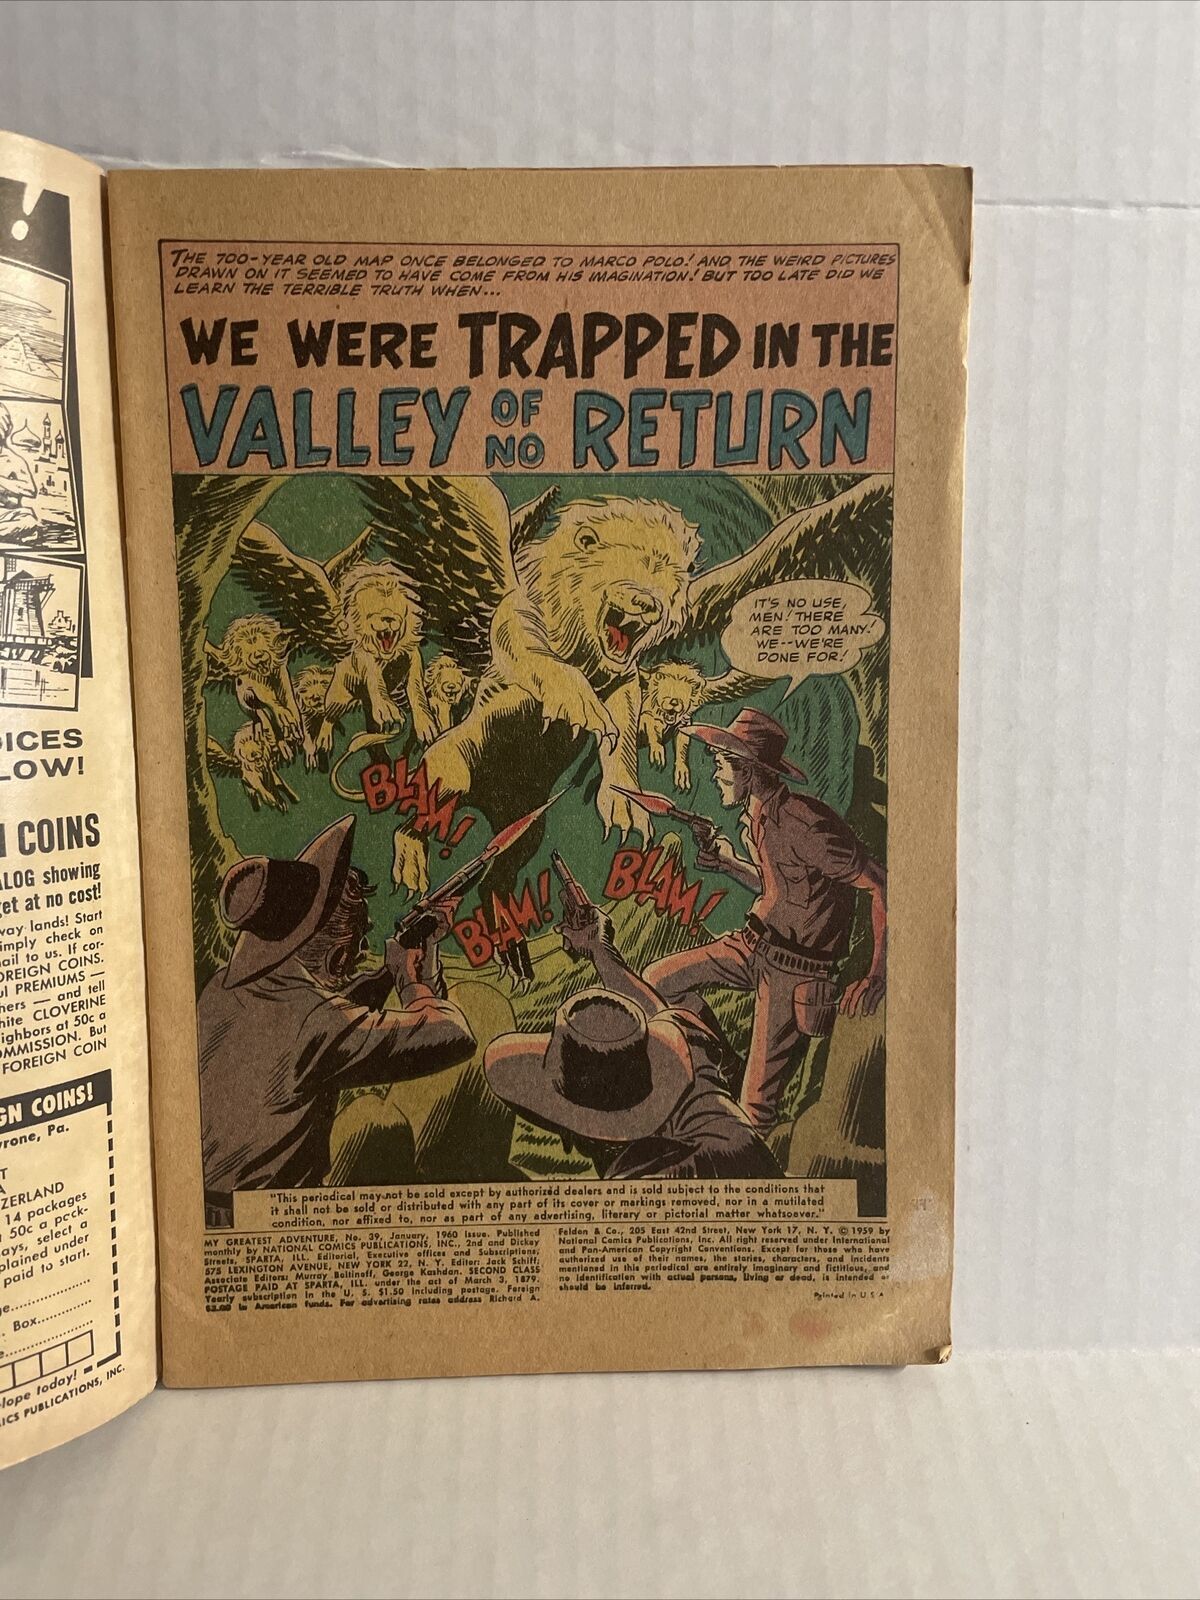 !
OICES
LOW!
COINS
ALOG showing
get at no cost!
way lands! Start
imply check on
mail to us. If cor-
OREIGN COINS.
ul PREMIUMS —
hers — and tell
hite CLOVERINE
ighbors at 50c a
OMMISSION. But
FOREIGN COIN
GN COINS!
yrone, Pa.
T
A
ZERLAND
14 packages
50c a pack-
ays, select a
plained under
paid to start.
ge
Box
lope today!
ICS PUBLICATIONS, INC.
THE 700-YEAR OLD MAP ONCE BELONGED TO MARCO POLO! AND THE WEIRD PICTURES
DRAWN ON IT SEEMED TO HAVE COME FROM HIS IMAGINATION! BUT TOO LATE DID WE
LEARN THE TERRIBLE TRUTH WHEN...
WE WERE TRAPPED IN THE
VALLEY OF NO RETURN
IT'S NO USE,
MEN! THERE
ARE TOO MANY!
WE--WE'RE
DONE FOR!
BLAM!
BLAM!
BLAM!
"This periodical may not be sold except by authorized dealers and is sold subject to the conditions that
it shall not be sold or distributed with any part of its cover or markings removed, nor in a mutilated
condition, nor affixed to, nor as part of any advertising, literary or pictorial matter whatsoever."
MY GREATEST ADVENTURE, No. 39, January, 1960 issue. Published
monthly by NATIONAL COMICS PUBLICATIONS, INC., 2nd and Dickey
Streets, SPARTA, ILL. Editorial, Executive offices and Subscriptions,
575 LEXINGTON AVENUE, NEW YORK 22, N. Y. Editor: Jack Schiff;
Associate Editors: Murray Boltinoff, George Kashdan. SECOND CLASS
POSTAGE PAID AT SPARTA, ILL. under the act of March 3, 1879.
Yearly subscription in the U. S. $1.50 including postage. Foreign
$3.00 in American funds. For advertising rates address Richard A.
Feldon & Co., 205 East 42nd Street, New York 17, N. Y. © 1959 by
National Comics Publications, Inc. All right reserved under International
and Pan-American Copyright Conventions. Except for those who have
authorized use of their names, the stories, characters, and incidents
mentioned in this periodical are entirely imaginary and fictitious, and
no identification with actual persons, living or dead, is intended or
should be inferred.
Printed in U.S.A